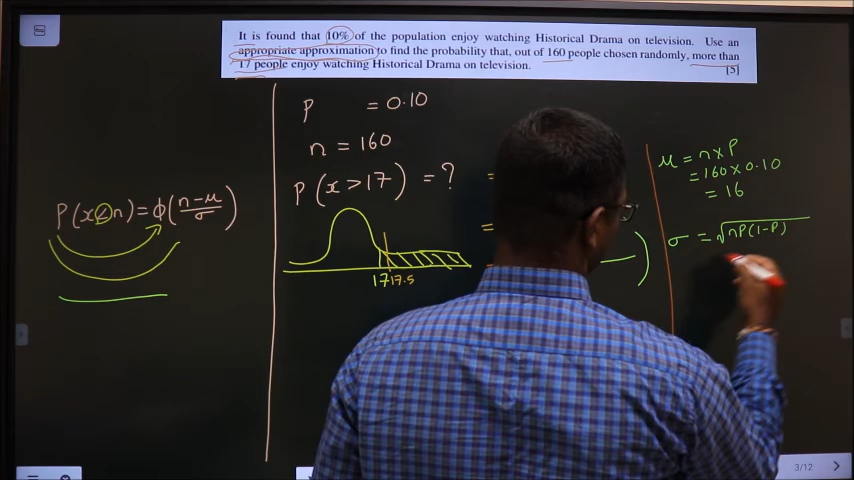 It is found that 10% of the population enjoy watching Historical Drama on television. Use an
appropriate approximation to find the probability that, out of 160 people chosen randomly, more than
17 people enjoy watching Historical Drama on television.
[5]
P(x<n)=Φ(n-μ/σ)
P = 0.10
n = 160
P(x>17) = ?
=
=
17 17.5
)
μ = n×P
= 160×0.10
= 16
σ = √nP(1-P)
3/12